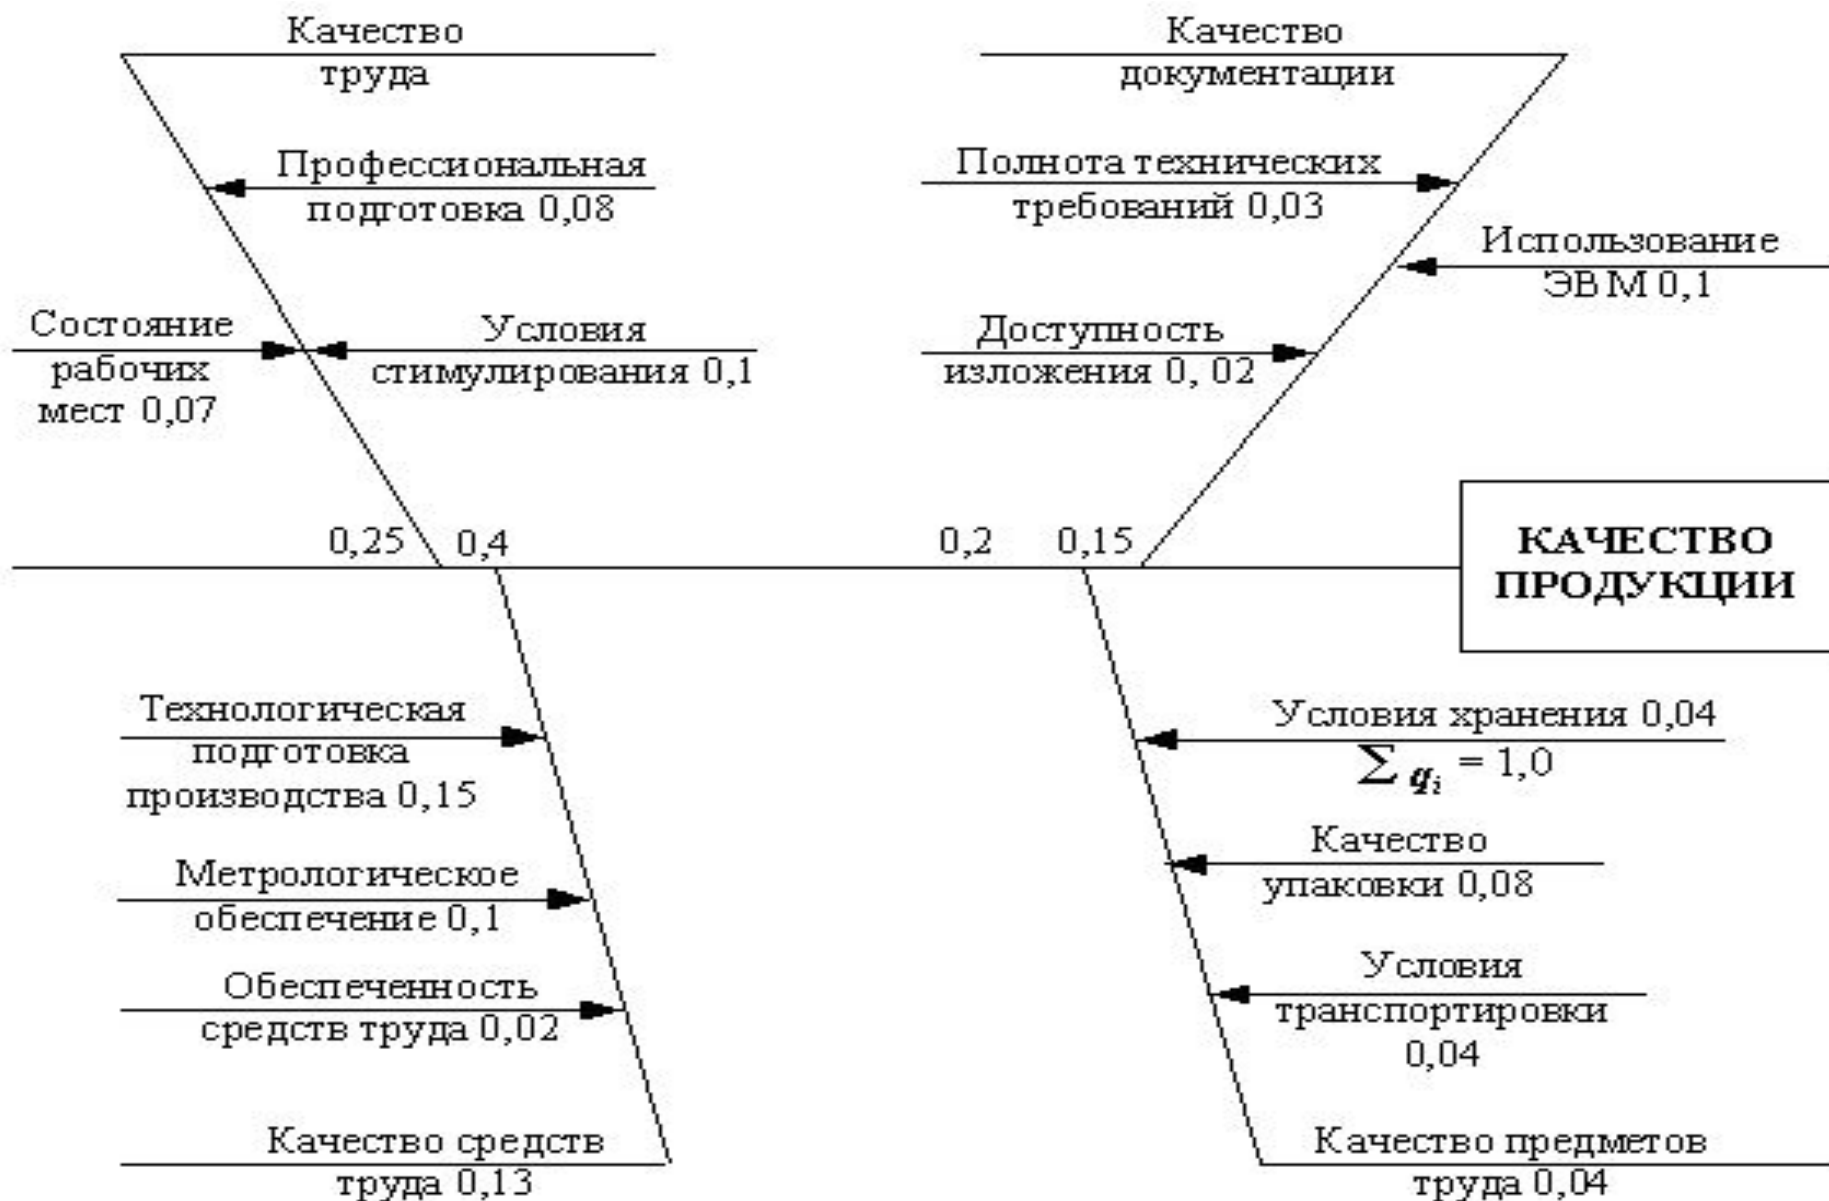 Качество
труда
Качество
документации
Профессиональная
подготовка 0,08
Полнота технических
требований 0,03
Использование
ЭВМ 0,1
Состояние
рабочих
мест 0,07
Условия
стимулирования 0,1
Доступность
изложения 0, 02
0,25
0,4
0,2
0,15
КАЧЕСТВО
ПРОДУКЦИИ
Технологическая
подготовка
производства 0,15
Условия хранения 0,04
∑ qᵢ = 1,0
Метрологическое
обеспечение 0,1
Качество
упаковки 0,08
Обеспеченность
средств труда 0,02
Условия
транспортировки
0,04
Качество средств
труда 0,13
Качество предметов
труда 0,04